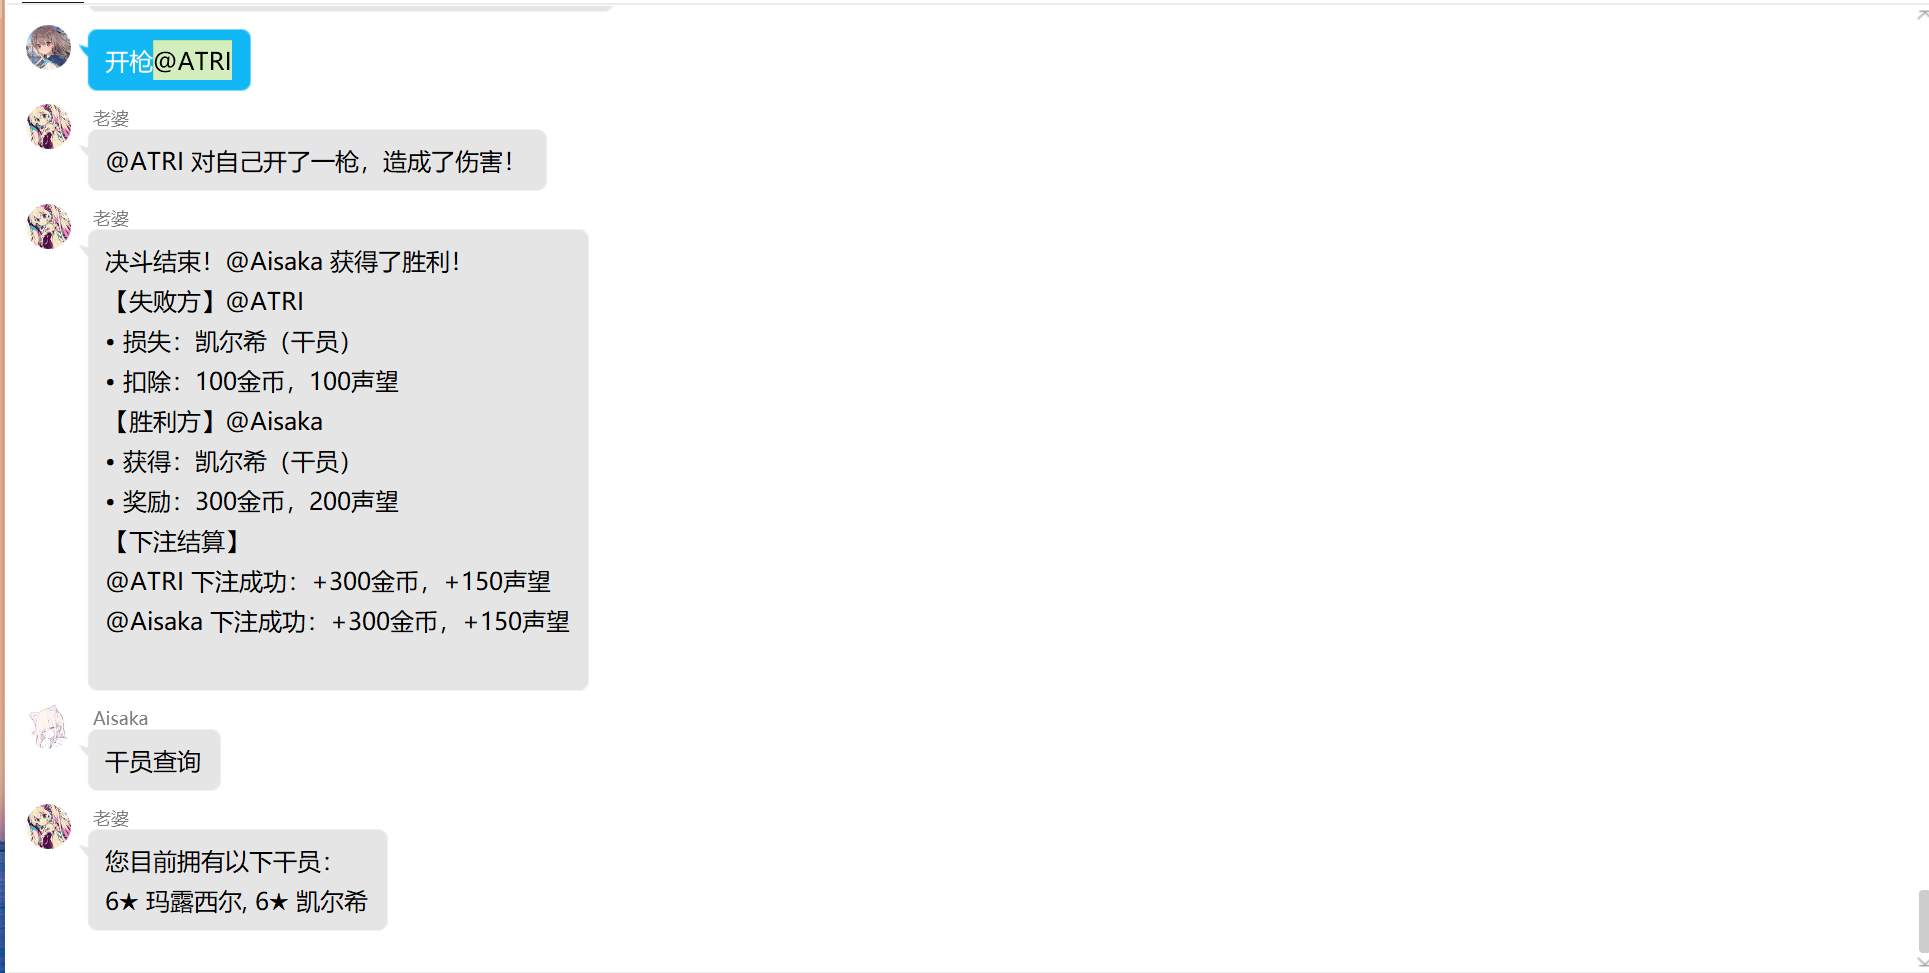 开枪@ATRI
老婆
@ATRI 对自己开了一枪，造成了伤害！
老婆
决斗结束！@Aisaka 获得了胜利！
【失败方】@ATRI
• 损失：凯尔希（干员）
• 扣除：100金币，100声望
【胜利方】@Aisaka
• 获得：凯尔希（干员）
• 奖励：300金币，200声望
【下注结算】
@ATRI 下注成功：+300金币，+150声望
@Aisaka 下注成功：+300金币，+150声望
Aisaka
干员查询
老婆
您目前拥有以下干员：
6★ 玛露西尔, 6★ 凯尔希